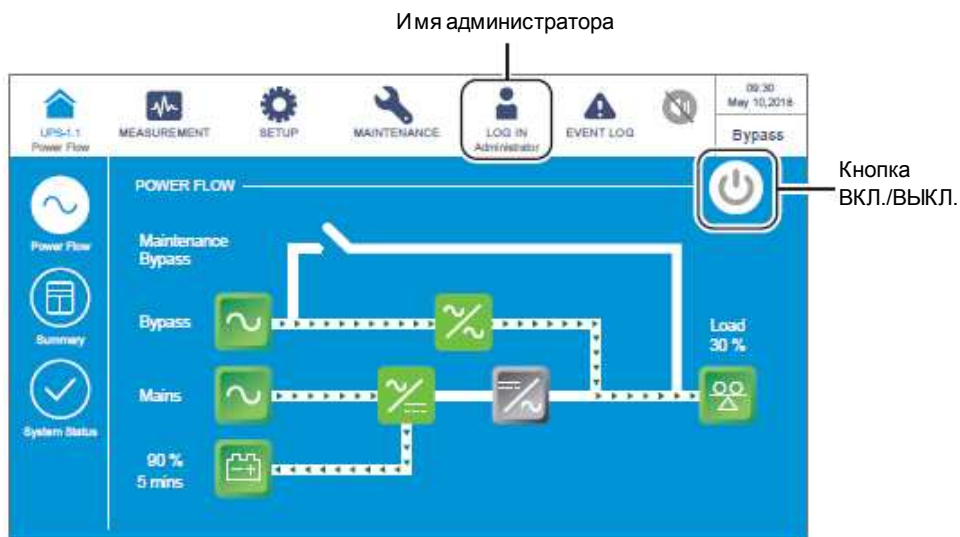 Имя администратора
09:30
May 10,2018
UPS-1.1
Power Flow
MEASUREMENT
SETUP
MAINTENANCE
LOG IN
Administrator
EVENT LOG
Bypass
Кнопка
ВКЛ./ВЫКЛ.
POWER FLOW
Power Flow
Maintenance
Bypass
Summary
Bypass
Load
30 %
Mains
System Status
90 %
5 mins